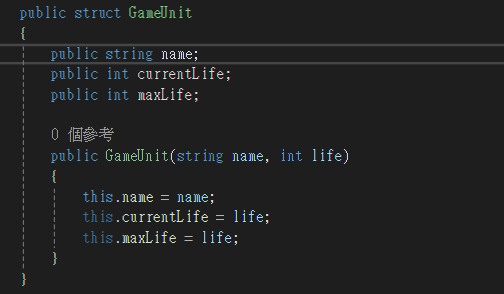 public struct GameUnit
{
public string name;
public int currentLife;
public int maxLife;
0 個參考
public GameUnit(string name, int life)
{
this.name = name;
this.currentLife = life;
this.maxLife = life;
}
}